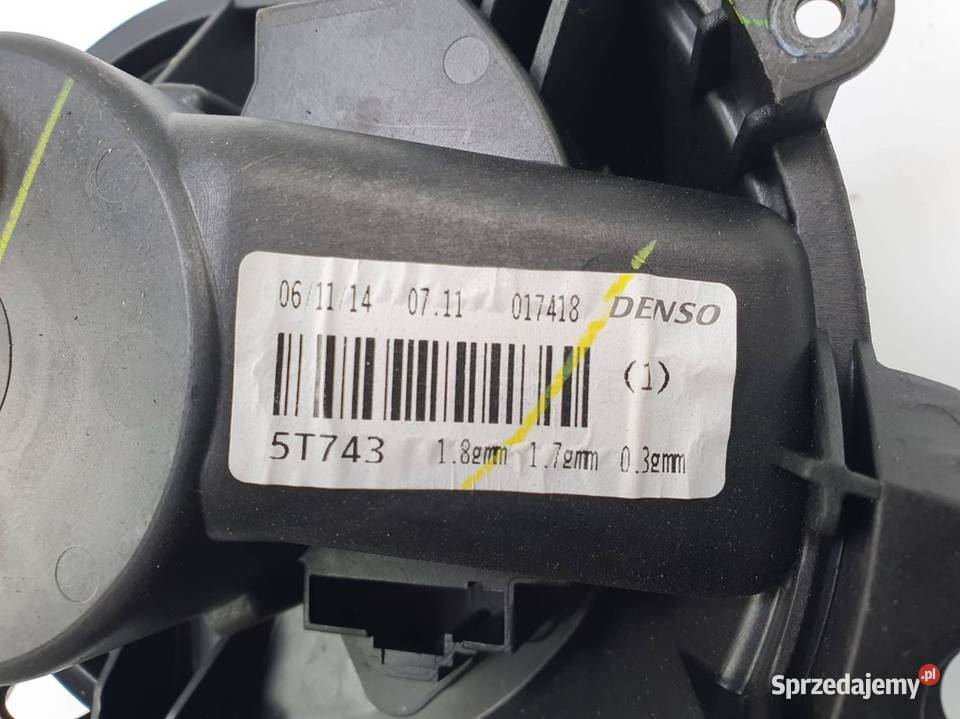 06/11/14 07.11 017418 DENSO
(1)
5T743 1.8gmm 1.7gmm 0.3gmm
Sprzedajemy.pl